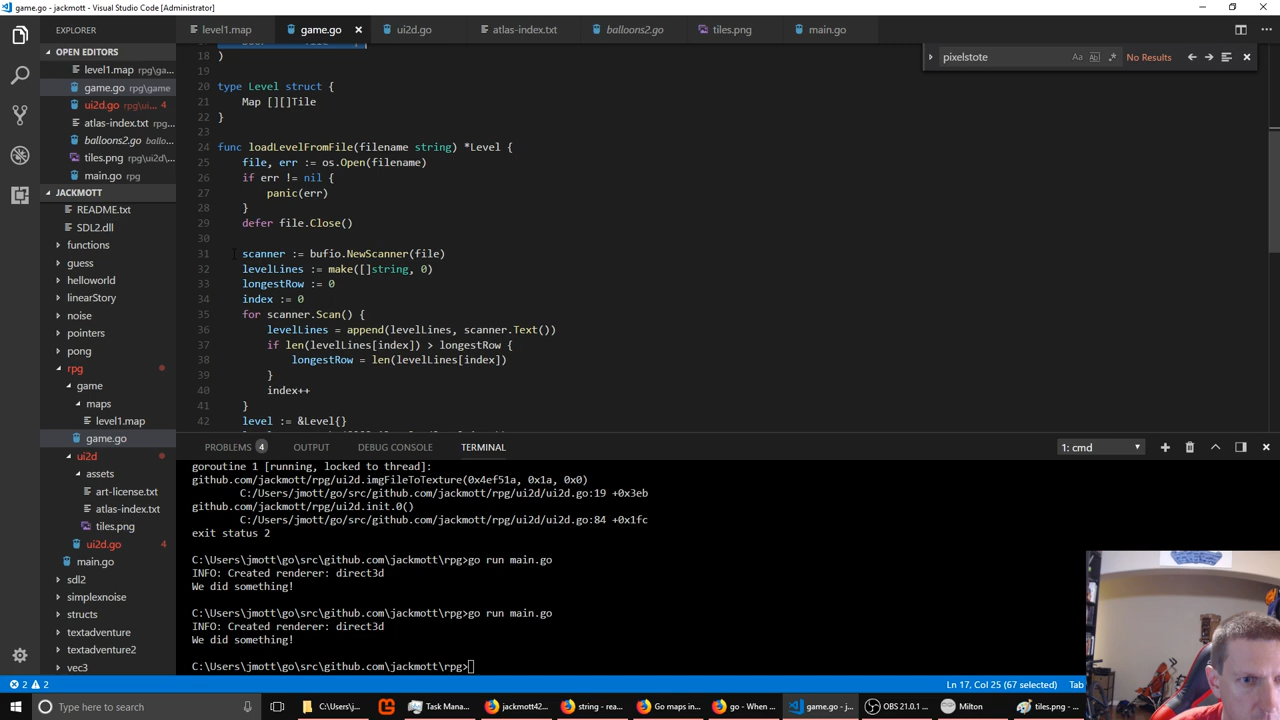 game.go - jackmott - Visual Studio Code [Administrator]
EXPLORER
level1.map
game.go
ui2d.go
atlas-index.txt
balloons2.go
tiles.png
main.go
OPEN EDITORS
level1.map rpg\ga...
game.go rpg\game
ui2d.go rpg\ui... 4
atlas-index.txt rpg...
balloons2.go ballo...
tiles.png rpg\ui2d\...
main.go rpg
JACKMOTT
README.txt
SDL2.dll
functions
guess
helloworld
linearStory
noise
pointers
pong
rpg
game
maps
level1.map
game.go
ui2d
assets
art-license.txt
atlas-index.txt
tiles.png
ui2d.go 4
main.go
sdl2
simplexnoise
structs
textadventure
textadventure2
vec3
pixelstote
Aa
Abl
.*
No Results
18 )
19
20 type Level struct {
21 Map [][]Tile
22 }
23
24 func loadLevelFromFile(filename string) *Level {
25 file, err := os.Open(filename)
26 if err != nil {
27 panic(err)
28 }
29 defer file.Close()
30
31 scanner := bufio.NewScanner(file)
32 levelLines := make([]string, 0)
33 longestRow := 0
34 index := 0
35 for scanner.Scan() {
36 levelLines = append(levelLines, scanner.Text())
37 if len(levelLines[index]) > longestRow {
38 longestRow = len(levelLines[index])
39 }
40 index++
41 }
42 level := &Level{}
PROBLEMS 4 OUTPUT DEBUG CONSOLE TERMINAL 1: cmd
goroutine 1 [running, locked to thread]:
github.com/jackmott/rpg/ui2d.imgFileToTexture(0x4ef51a, 0x1a, 0x0)
C:/Users/jmott/go/src/github.com/jackmott/rpg/ui2d/ui2d.go:19 +0x3eb
github.com/jackmott/rpg/ui2d.init.0()
C:/Users/jmott/go/src/github.com/jackmott/rpg/ui2d/ui2d.go:84 +0x1fc
exit status 2
C:\Users\jmott\go\src\github.com\jackmott\rpg>go run main.go
INFO: Created renderer: direct3d
We did something!
C:\Users\jmott\go\src\github.com\jackmott\rpg>go run main.go
INFO: Created renderer: direct3d
We did something!
C:\Users\jmott\go\src\github.com\jackmott\rpg>
2 2
Ln 17, Col 25 (67 selected) Tab
Type here to search
C:\Users\j...
Task Mana...
jackmott42...
string - rea...
Go maps in...
go - When ...
game.go - j...
OBS 21.0.1 ...
Milton
tiles.png - ...